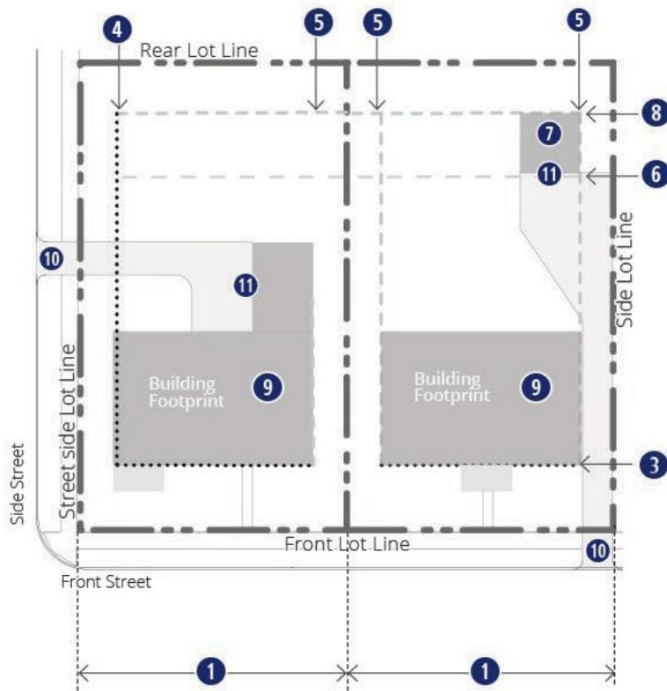 4
5
5
5
Rear Lot Line
8
7
11
6
10
11
Side Lot Line
Building
Footprint
9
Building
Footprint
9
Street side Lot Line
Side Street
3
Front Lot Line
10
Front Street
1
1